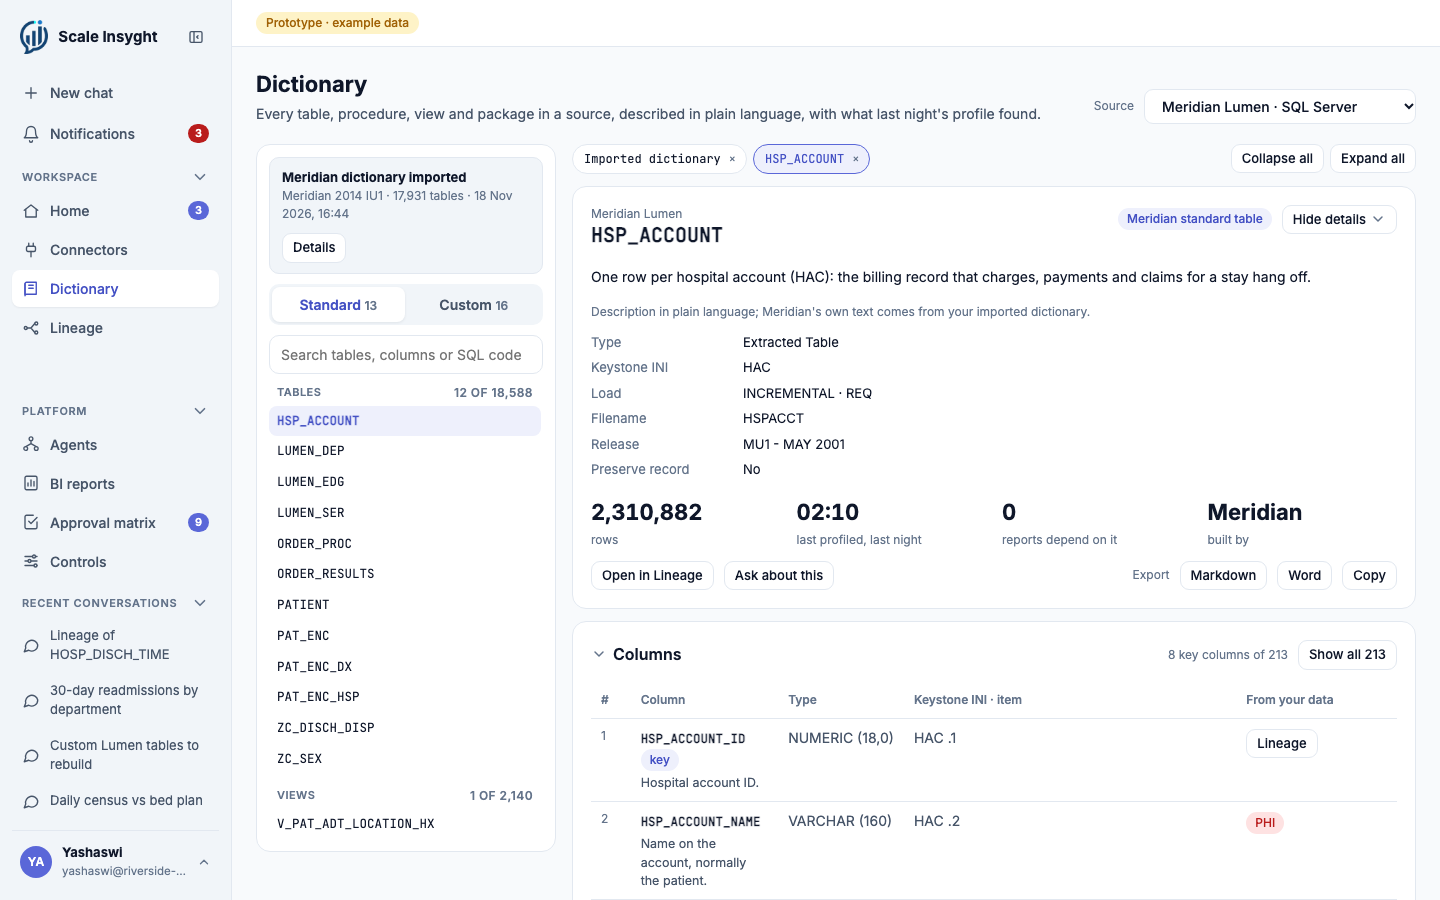 Scale Insyght
New chat
Notifications 3
WORKSPACE
Home 3
Connectors
Dictionary
Lineage
PLATFORM
Agents
BI reports
Approval matrix 9
Controls
RECENT CONVERSATIONS
Lineage of
HOSP_DISCH_TIME
30-day readmissions by
department
Custom Lumen tables to
rebuild
Daily census vs bed plan
YA
Yashaswi
yashaswi@riverside-...
Prototype · example data
Dictionary
Every table, procedure, view and package in a source, described in plain language, with what last night's profile found.
Source
Meridian Lumen · SQL Server
Meridian dictionary imported
Meridian 2014 IU1 · 17,931 tables · 18 Nov
2026, 16:44
Details
Standard 13
Custom 16
Search tables, columns or SQL code
TABLES 12 OF 18,588
HSP_ACCOUNT
LUMEN_DEP
LUMEN_EDG
LUMEN_SER
ORDER_PROC
ORDER_RESULTS
PATIENT
PAT_ENC
PAT_ENC_DX
PAT_ENC_HSP
ZC_DISCH_DISP
ZC_SEX
VIEWS 1 OF 2,140
V_PAT_ADT_LOCATION_HX
Imported dictionary ×
HSP_ACCOUNT ×
Collapse all
Expand all
Meridian Lumen
HSP_ACCOUNT
Meridian standard table
Hide details
One row per hospital account (HAC): the billing record that charges, payments and claims for a stay hang off.
Description in plain language; Meridian's own text comes from your imported dictionary.
Type Extracted Table
Keystone INI HAC
Load INCREMENTAL · REQ
Filename HSPACCT
Release MU1 - MAY 2001
Preserve record No
2,310,882 02:10 0 Meridian
rows last profiled, last night reports depend on it built by
Open in Lineage
Ask about this
Export
Markdown
Word
Copy
Columns
8 key columns of 213
Show all 213
# Column Type Keystone INI · item From your data
1 HSP_ACCOUNT_ID NUMERIC (18,0) HAC .1 Lineage
key
Hospital account ID.
2 HSP_ACCOUNT_NAME VARCHAR (160) HAC .2 PHI
Name on the
account, normally
the patient.